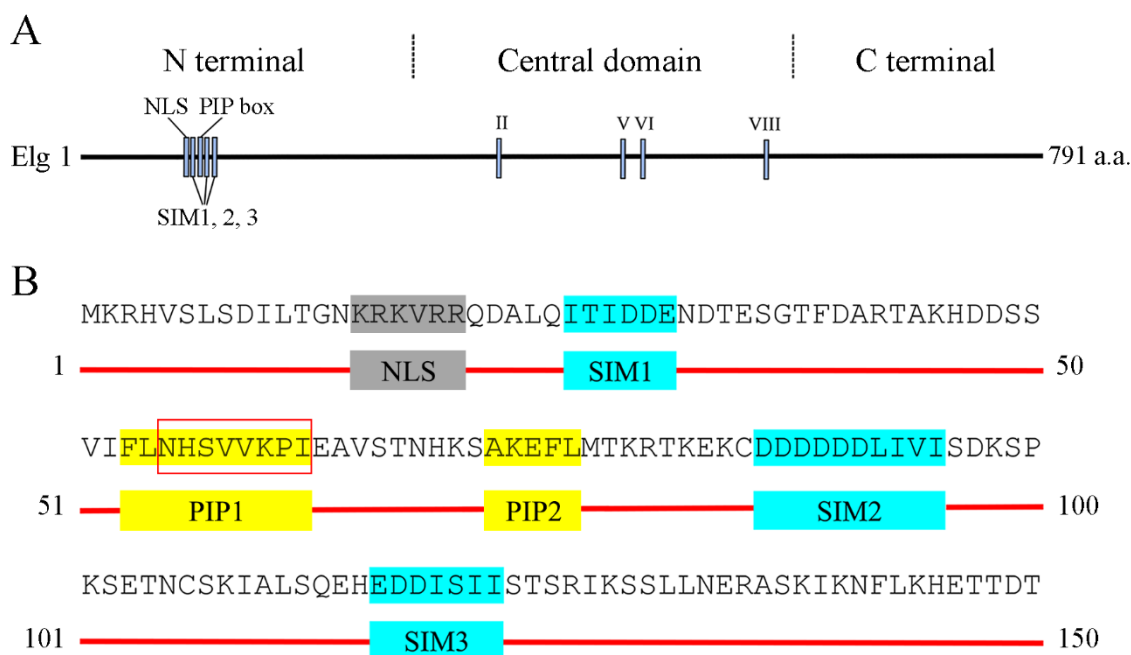 A
N terminal Central domain C terminal
NLS PIP box II V VI VIII
Elg 1 791 a.a.
SIM1, 2, 3
B
MKRHVSLSDILTGNKRKVRRQDALQITIDDENDTESGTFDARTAKHDDSS
1 NLS SIM1 50
VIFLNHSVVKPIEAVSTNHKSAKEFLMTKRTKEKCDDDDDDLIVISDKSP
51 PIP1 PIP2 SIM2 100
KSETNCSKIALSQEHEDDISIISTSRIKSSLLNERASKIKNFLKHETTDT
101 SIM3 150